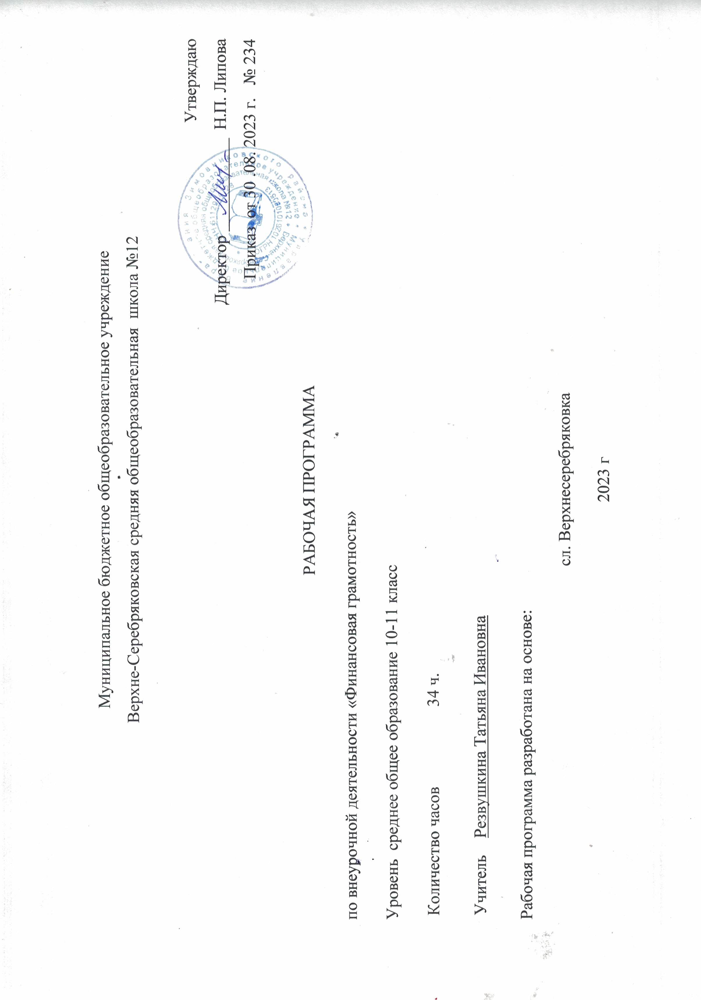 Муниципальное бюджетное общеобразовательное учреждение
Верхне-Серебряковская средняя общеобразовательная школа №12
Утверждаю
Директор Н.П. Липова
Приказ от 30 .08. 2023 г. № 234
РАБОЧАЯ ПРОГРАММА
по внеурочной деятельности «Финансовая грамотность»
Уровень среднее общее образование 10-11 класс
Количество часов 34 ч.
Учитель Резвушкина Татьяна Ивановна
Рабочая программа разработана на основе:
сл. Верхнесеребряковка
2023 г